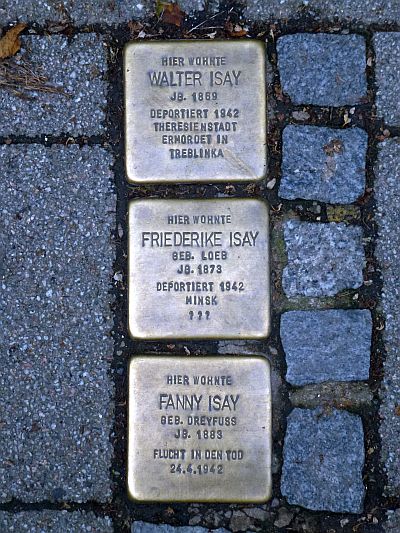 HIER WOHNTE
WALTER ISAY
JG. 1869
DEPORTIERT 1942
THERESIENSTADT
ERMORDET IN
TREBLINKA
HIER WOHNTE
FRIEDERIKE ISAY
GEB. LOEB
JG. 1873
DEPORTIERT 1942
MINSK
???
HIER WOHNTE
FANNY ISAY
GEB. DREYFUSS
JG. 1883
FLUCHT IN DEN TOD
24.4.1942